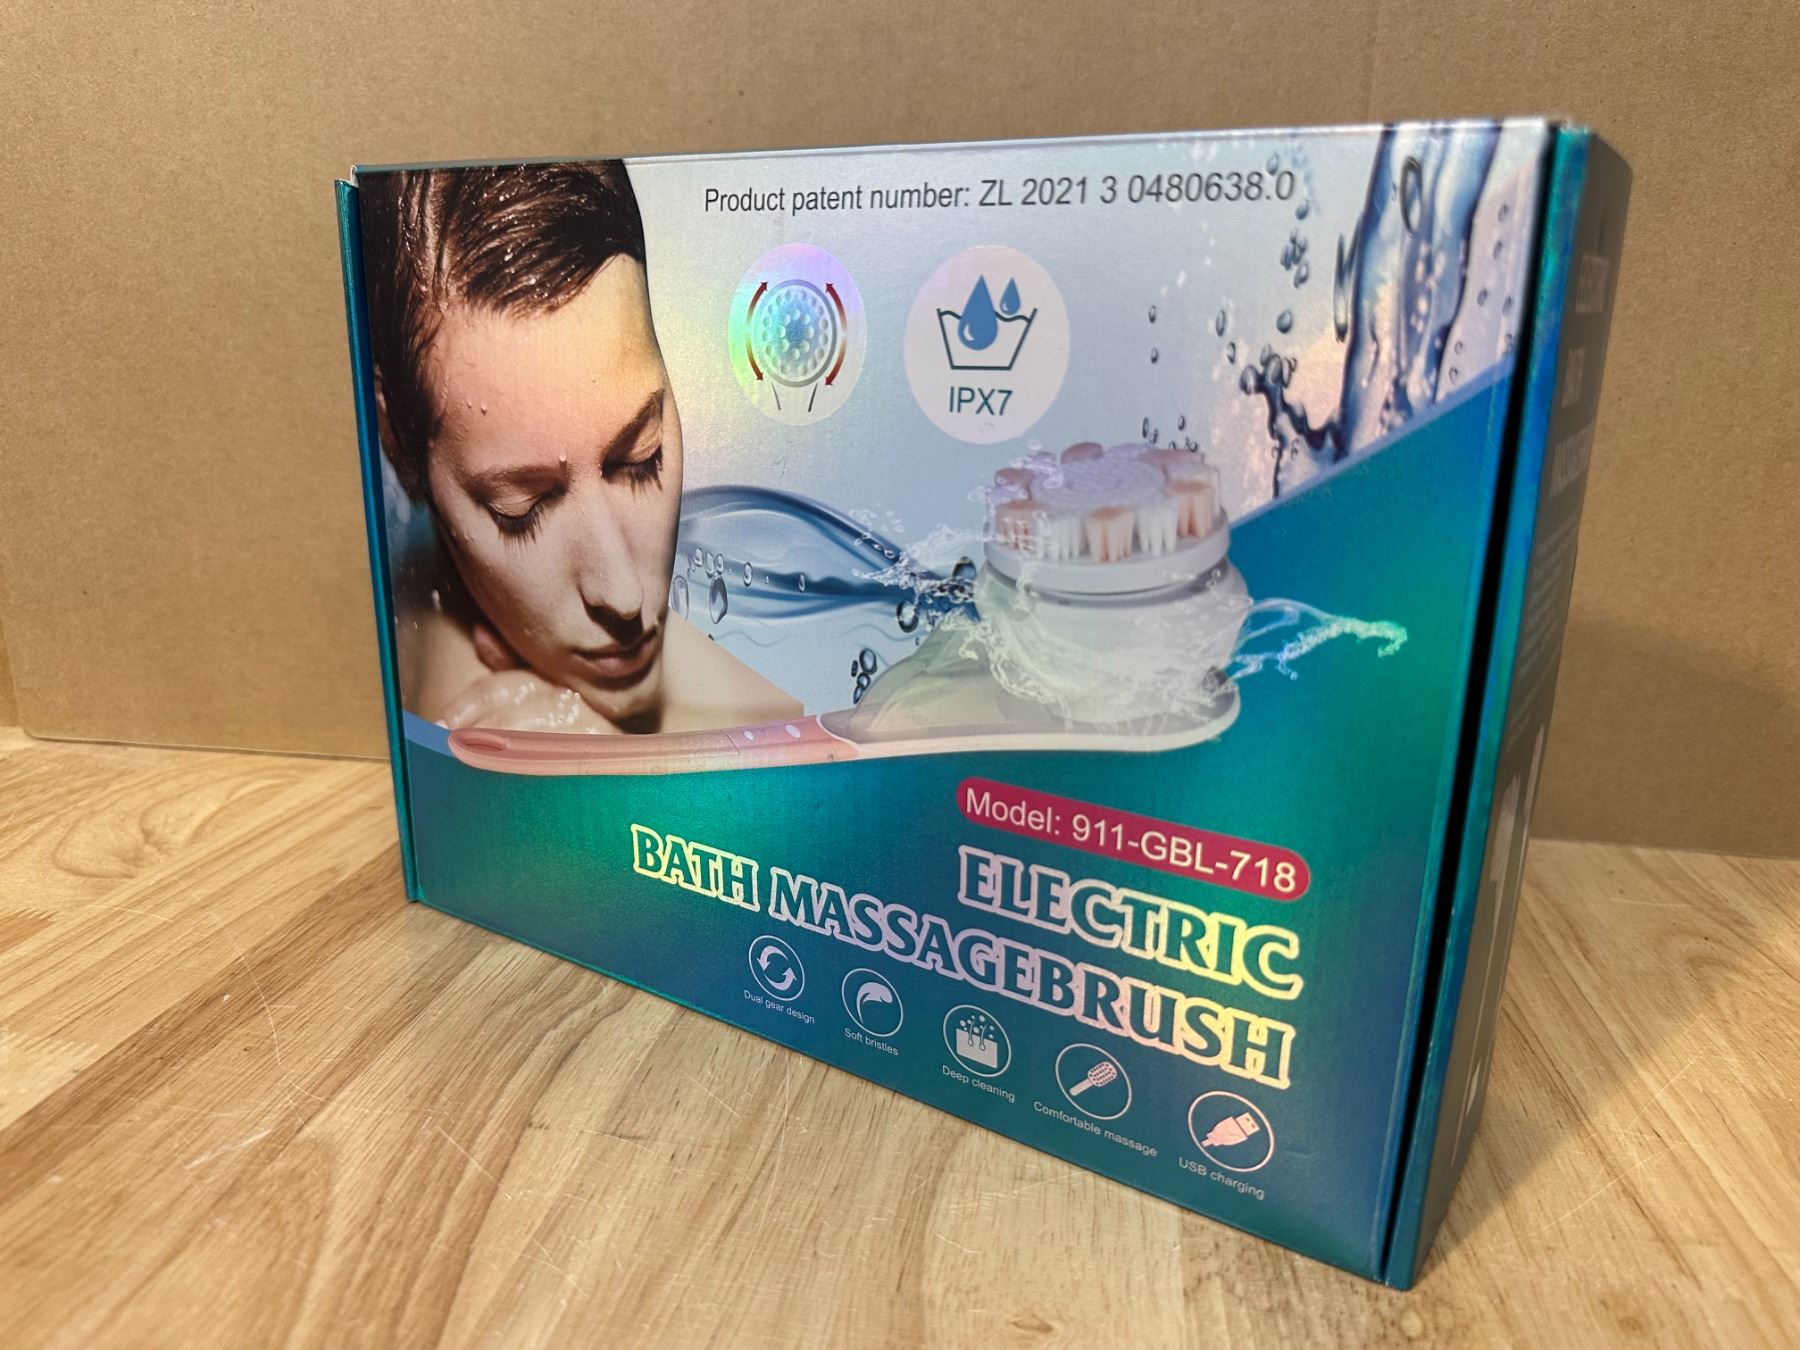 Product patent number: ZL 2021 3 0480638.0
IPX7
Model: 911-GBL-718
ELECTRIC
BATH MASSAGEBRUSH
Dual gear design
Soft bristles
Deep cleaning
Comfortable massage
USB charging